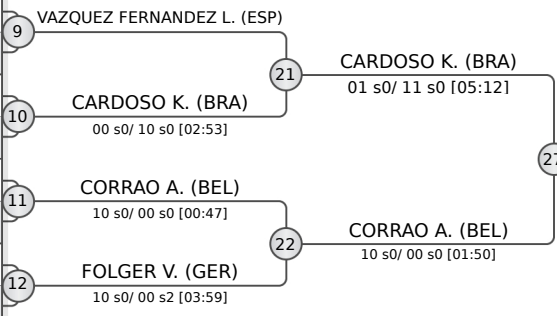 9
VAZQUEZ FERNANDEZ L. (ESP)
21
CARDOSO K. (BRA)
01 s0/ 11 s0 [05:12]
10
CARDOSO K. (BRA)
00 s0/ 10 s0 [02:53]
27
11
CORRAO A. (BEL)
10 s0/ 00 s0 [00:47]
22
CORRAO A. (BEL)
10 s0/ 00 s0 [01:50]
12
FOLGER V. (GER)
10 s0/ 00 s2 [03:59]